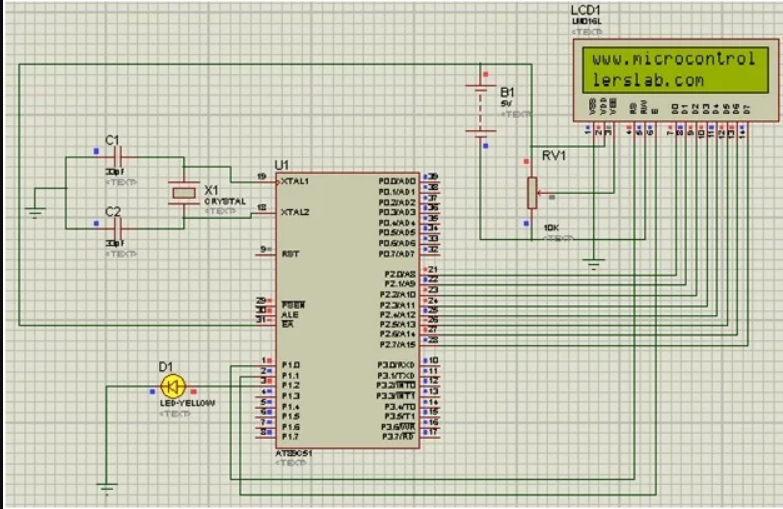 LCD1
LM016L
<TEXT>
www.microcontrol
lerslab.com
VSS VDD VEE RS RW E D0 D1 D2 D3 D4 D5 D6 D7
1 2 3 4 5 6 7 8 9 10 11 12 13 14
B1
5V
<TEXT>
RV1
10K
<TEXT>
C1
33pF
<TEXT>
X1
CRYSTAL
<TEXT>
C2
33pF
<TEXT>
U1
19 XTAL1
18 XTAL2
9 RST
29 PSEN
30 ALE
31 EA
1 P1.0
2 P1.1
3 P1.2
4 P1.3
5 P1.4
6 P1.5
7 P1.6
8 P1.7
P0.0/AD0 39
P0.1/AD1 38
P0.2/AD2 37
P0.3/AD3 36
P0.4/AD4 35
P0.5/AD5 34
P0.6/AD6 33
P0.7/AD7 32
P2.0/A8 21
P2.1/A9 22
P2.2/A10 23
P2.3/A11 24
P2.4/A12 25
P2.5/A13 26
P2.6/A14 27
P2.7/A15 28
P3.0/RXD 10
P3.1/TXD 11
P3.2/INT0 12
P3.3/INT1 13
P3.4/T0 14
P3.5/T1 15
P3.6/WR 16
P3.7/RD 17
AT89C51
<TEXT>
D1
LED-YELLOW
<TEXT>